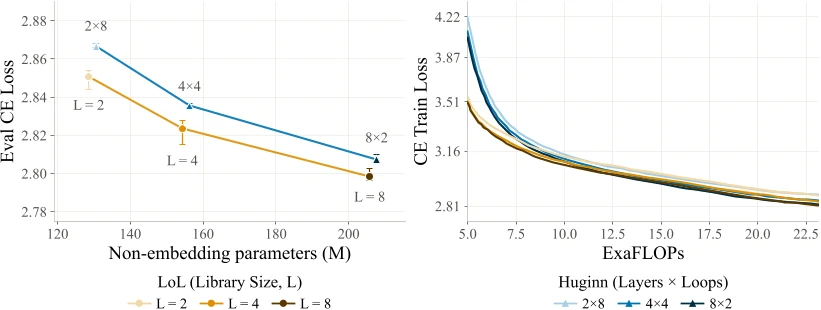 Eval CE Loss
2.88
2.86
2.84
2.82
2.80
2.78
2×8
4×4
8×2
L = 2
L = 4
L = 8
120
140
160
180
200
Non-embedding parameters (M)
LoL (Library Size, L)
L = 2 L = 4 L = 8
CE Train Loss
4.22
3.87
3.51
3.16
2.81
5.0
7.5
10.0
12.5
15.0
17.5
20.0
22.5
ExaFLOPs
Huginn (Layers × Loops)
2×8 4×4 8×2